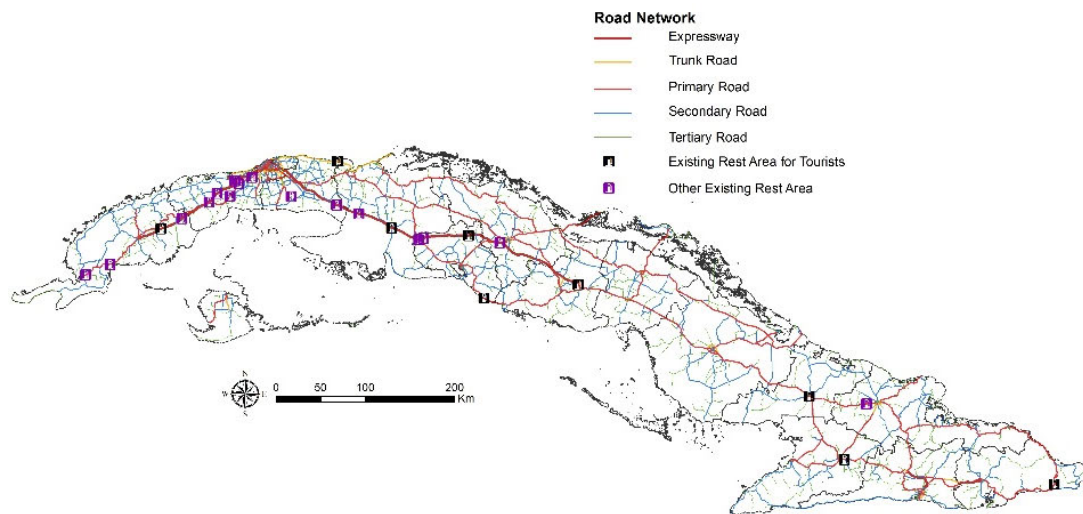 Road Network
Expressway
Trunk Road
Primary Road
Secondary Road
Tertiary Road
Existing Rest Area for Tourists
Other Existing Rest Area
N
W E
S
0 50 100 200
Km